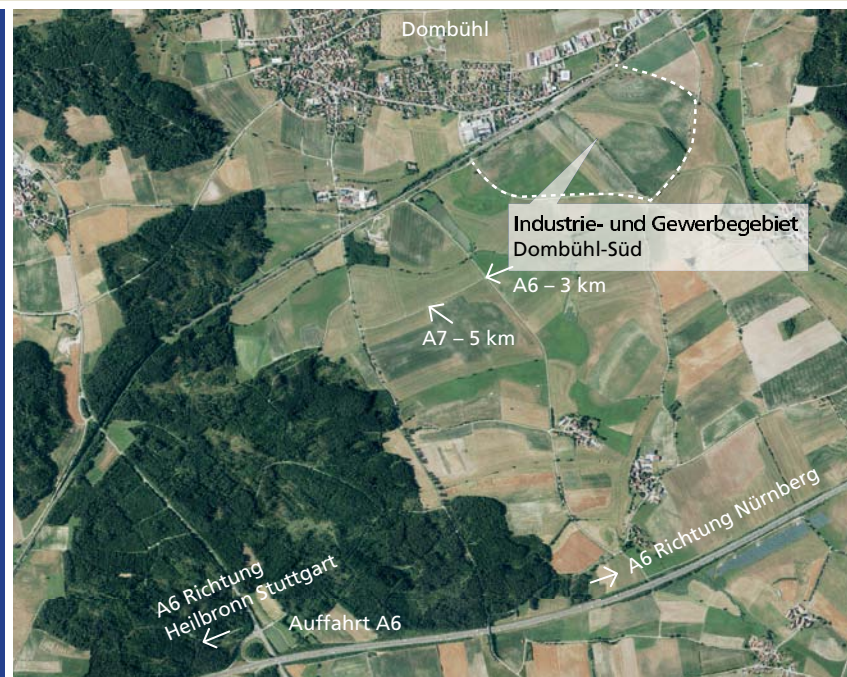 Dombühl
Industrie- und Gewerbegebiet
Dombühl-Süd
A6 – 3 km
A7 – 5 km
A6 Richtung Nürnberg
A6 Richtung
Heilbronn Stuttgart
Auffahrt A6